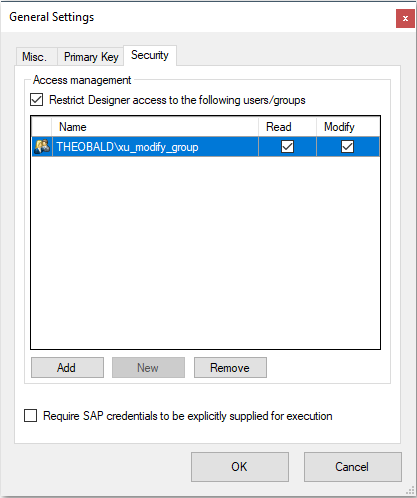 General Settings
x
Misc. Primary Key Security
Access management
Restrict Designer access to the following users/groups
Name Read Modify
THEOBALD\xu_modify_group
Add New Remove
Require SAP credentials to be explicitly supplied for execution
OK Cancel